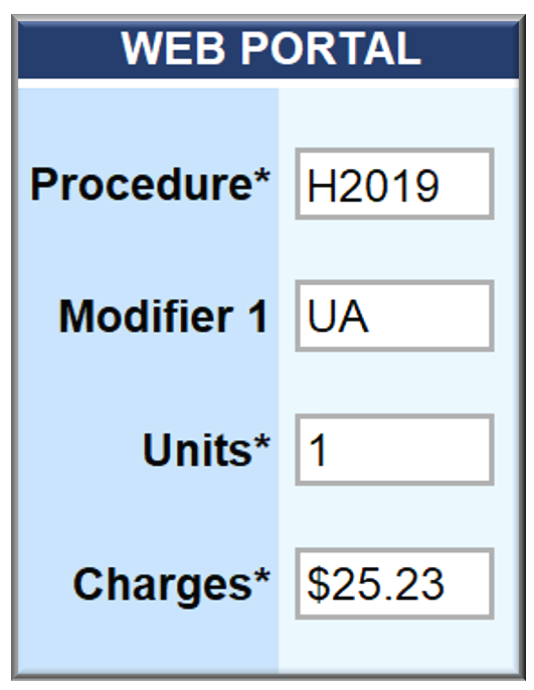 WEB PORTAL
Procedure* H2019
Modifier 1 UA
Units* 1
Charges* $25.23